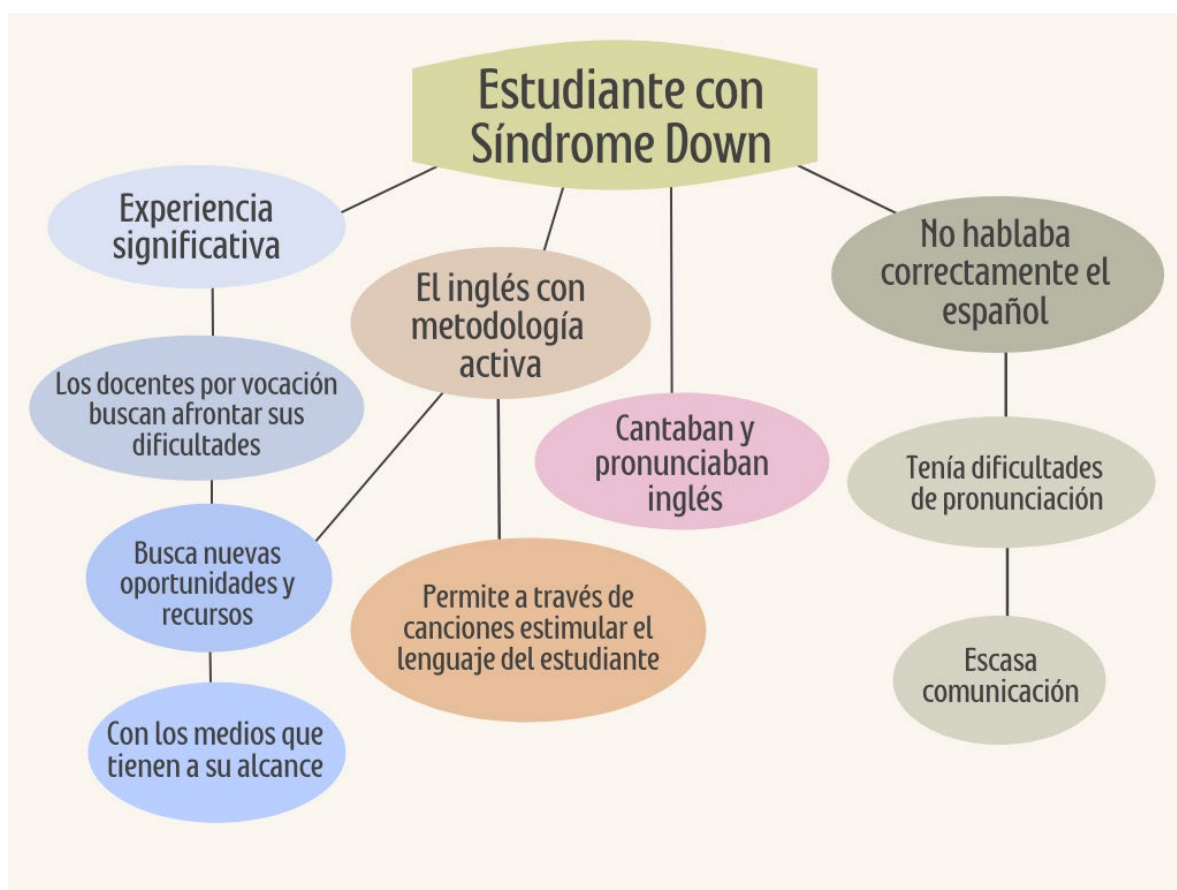 Estudiante con
Síndrome Down
Experiencia
significativa
Los docentes por vocación
buscan afrontar sus
dificultades
Busca nuevas
oportunidades y
recursos
Con los medios que
tienen a su alcance
El inglés con
metodología
activa
Permite a través de
canciones estimular el
lenguaje del estudiante
Cantaban y
pronunciaban
inglés
No hablaba
correctamente el
español
Tenía dificultades
de pronunciación
Escasa
comunicación